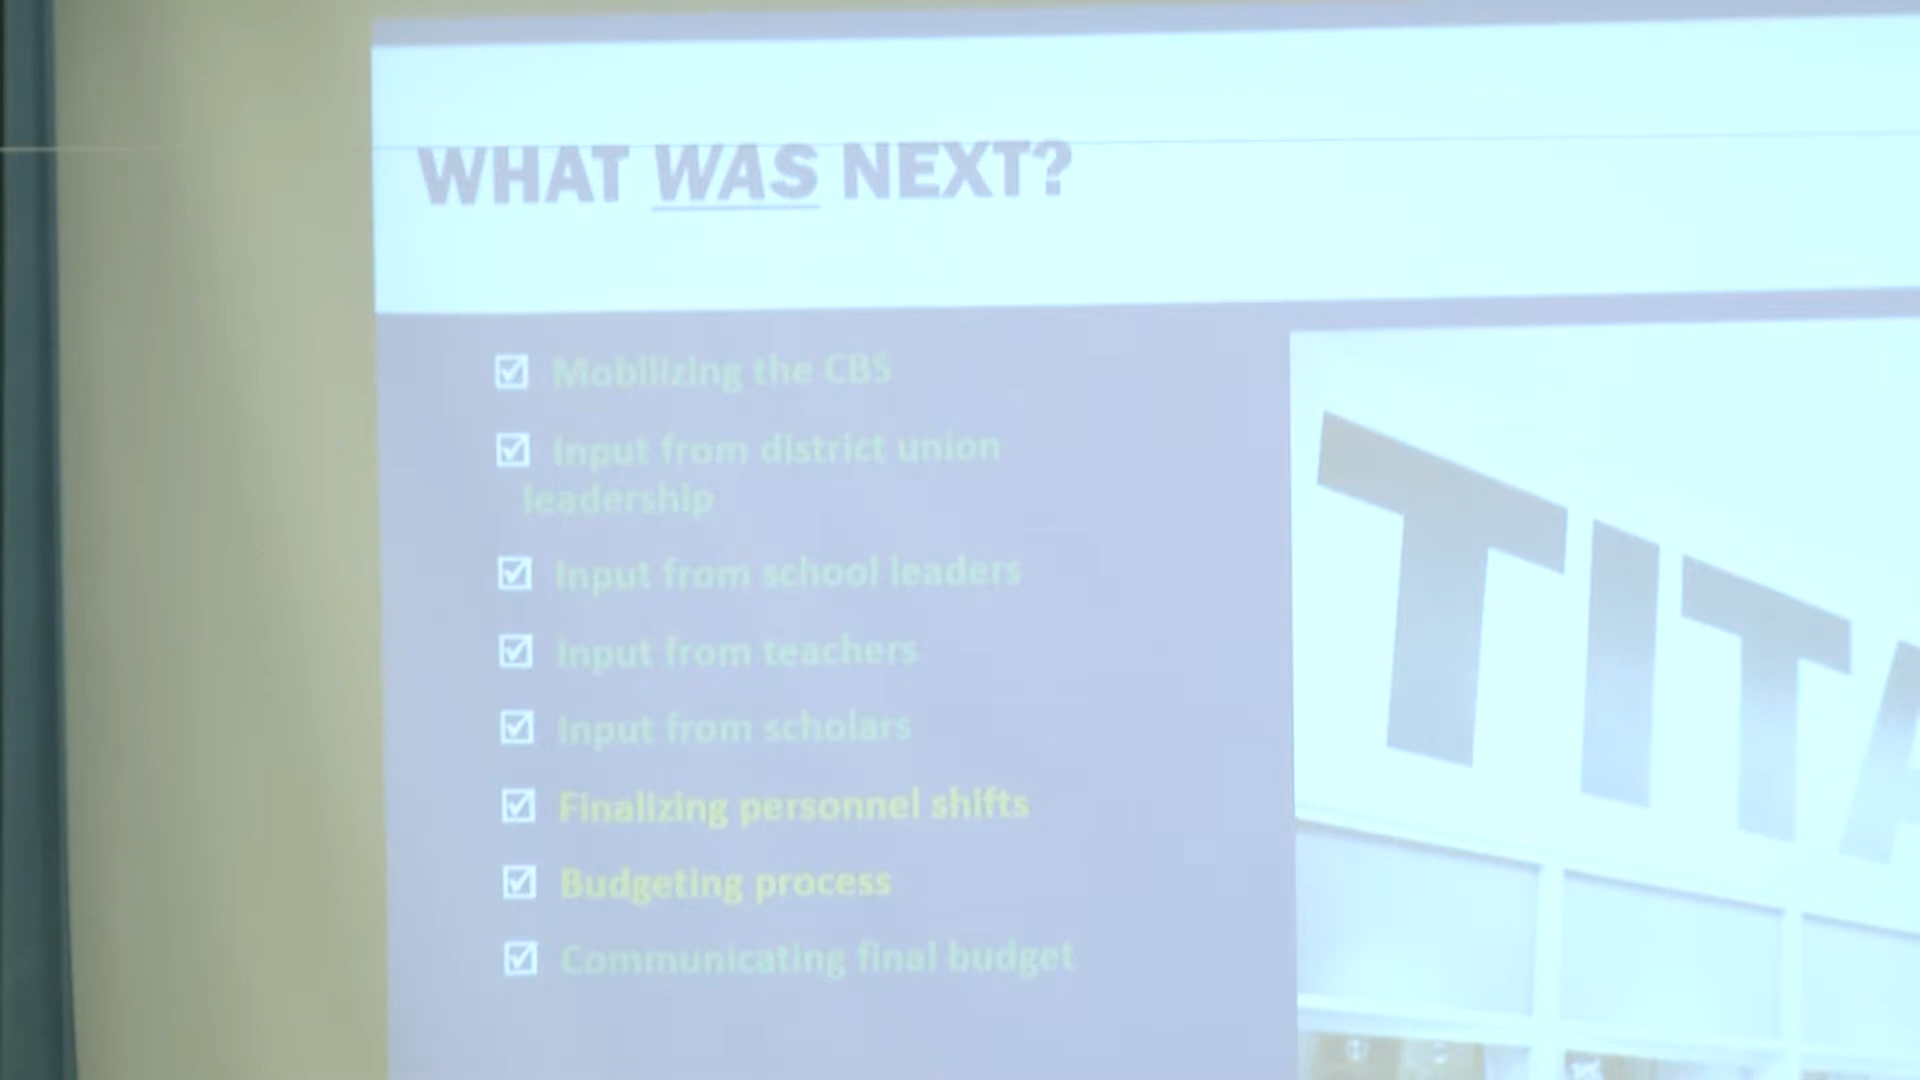 WHAT WAS NEXT?
Mobilizing the CBS
Input from district union
leadership
Input from school leaders
Input from teachers
Input from scholars
Finalizing personnel shifts
Budgeting process
Communicating final budget
TITA